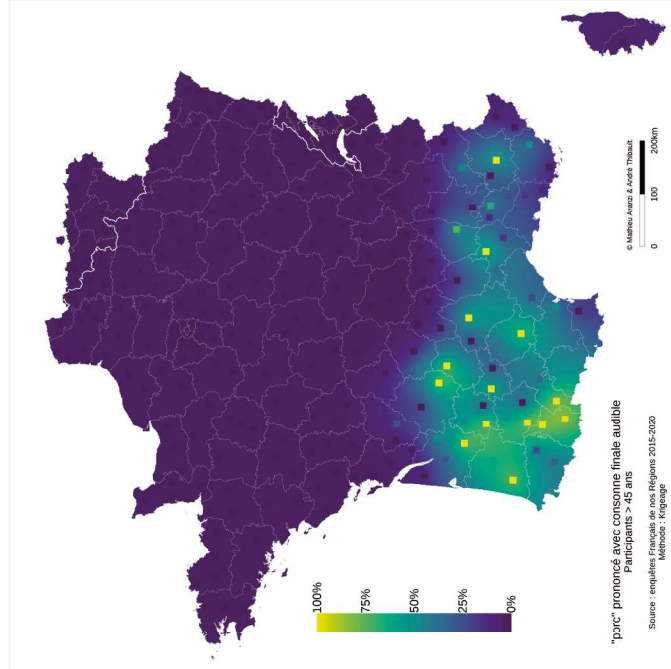 100%
75%
50%
25%
0%
"pɔrc" prononcé avec consonne finale audible
Participants > 45 ans
Source : enquêtes Français de nos Régions 2015-2020
Méthode : Krigeage
© Mathieu Avanzi & André Thibault
0 100 200km